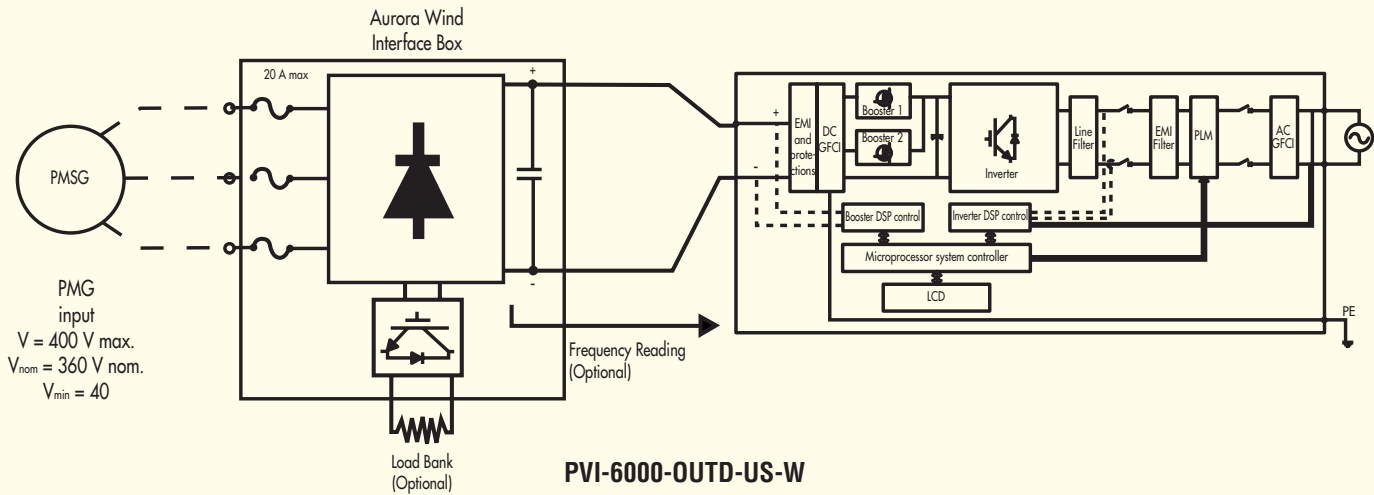 Aurora Wind
Interface Box
20 A max
+
-
PMSG
PMG
input
V = 400 V max.
Vnom = 360 V nom.
Vmin = 40
Load Bank
(Optional)
Frequency Reading
(Optional)
+
-
EMI
and
prote-
ctions
DC
GFCI
Booster 1
Booster 2
Inverter
Line
Filter
EMI
Filter
PLM
AC
GFCI
Booster DSP control
Inverter DSP control
Microprocessor system controller
LCD
PE
PVI-6000-OUTD-US-W